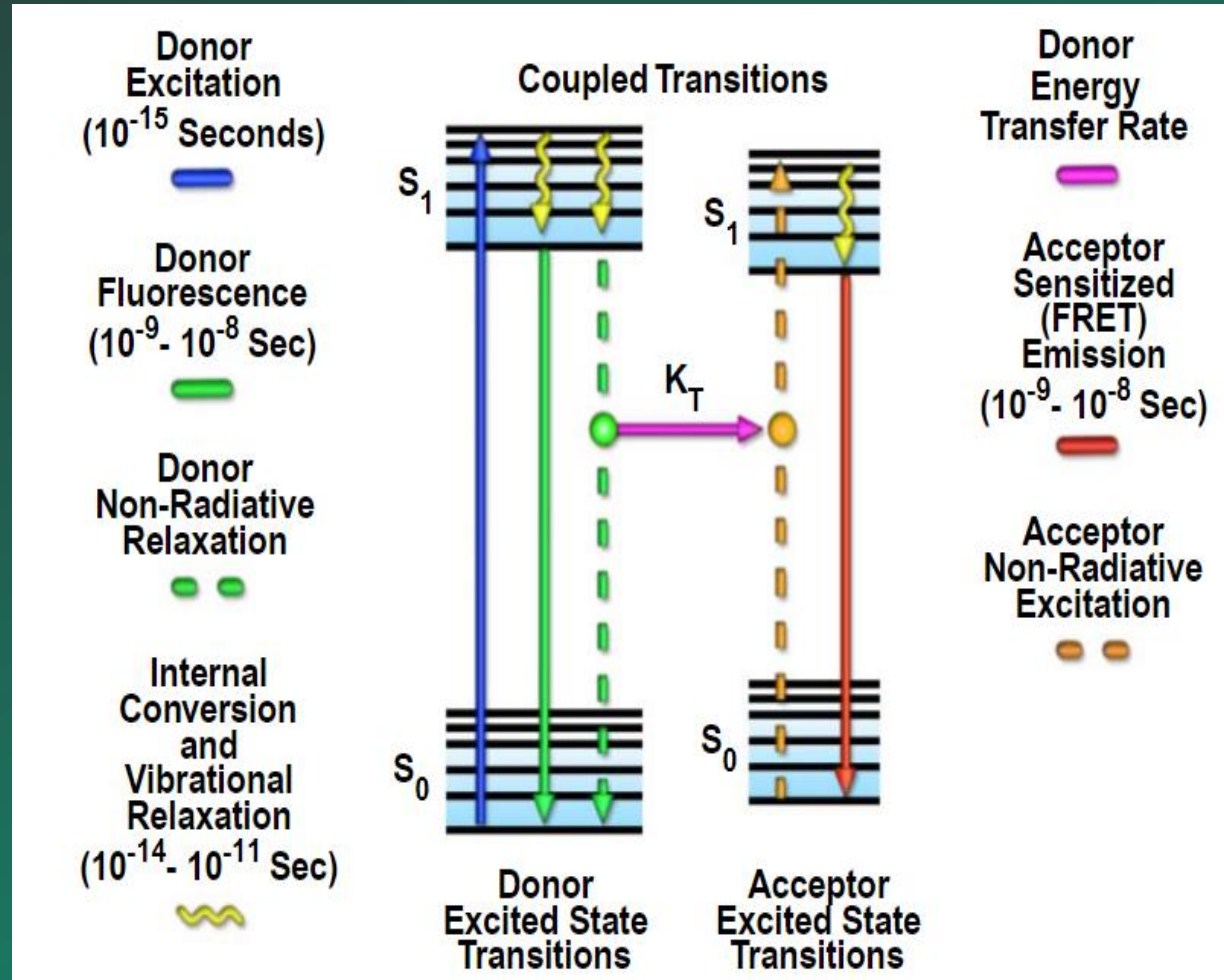 Donor
Excitation
(10⁻¹⁵ Seconds)
Donor
Fluorescence
(10⁻⁹- 10⁻⁸ Sec)
Donor
Non-Radiative
Relaxation
Internal
Conversion
and
Vibrational
Relaxation
(10⁻¹⁴- 10⁻¹¹ Sec)
Coupled Transitions
S₁
S₁
K_T
S₀
S₀
Donor
Excited State
Transitions
Acceptor
Excited State
Transitions
Donor
Energy
Transfer Rate
Acceptor
Sensitized
(FRET)
Emission
(10⁻⁹- 10⁻⁸ Sec)
Acceptor
Non-Radiative
Excitation